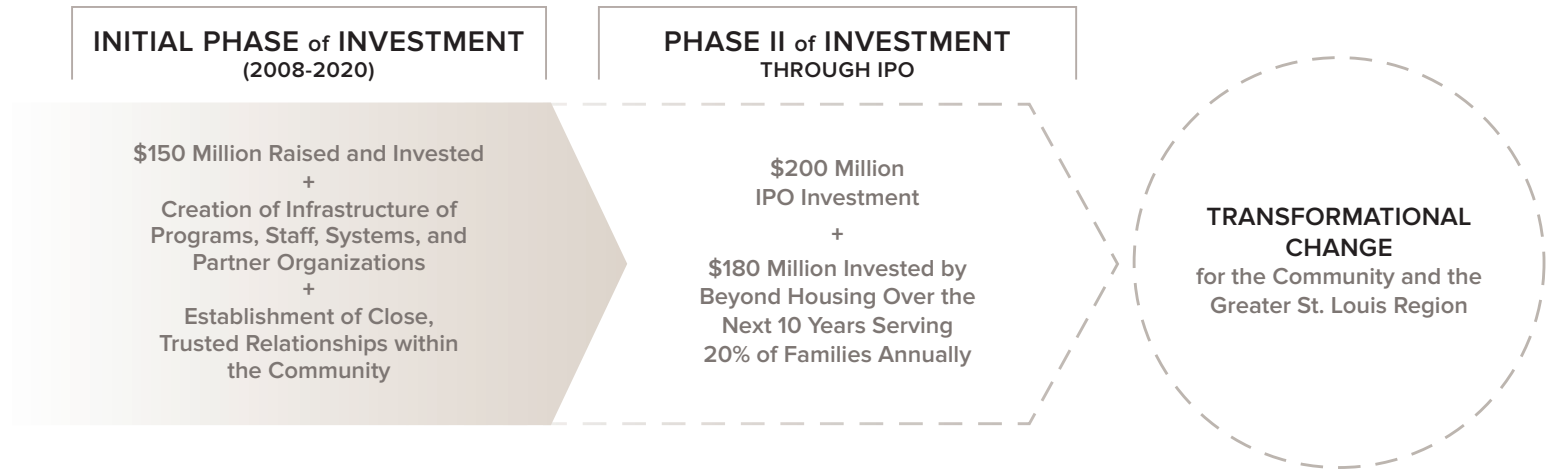 INITIAL PHASE of INVESTMENT
(2008-2020)
$150 Million Raised and Invested
+
Creation of Infrastructure of
Programs, Staff, Systems, and
Partner Organizations
+
Establishment of Close,
Trusted Relationships within
the Community
PHASE II of INVESTMENT
THROUGH IPO
$200 Million
IPO Investment
+
$180 Million Invested by
Beyond Housing Over the
Next 10 Years Serving
20% of Families Annually
TRANSFORMATIONAL
CHANGE
for the Community and the
Greater St. Louis Region